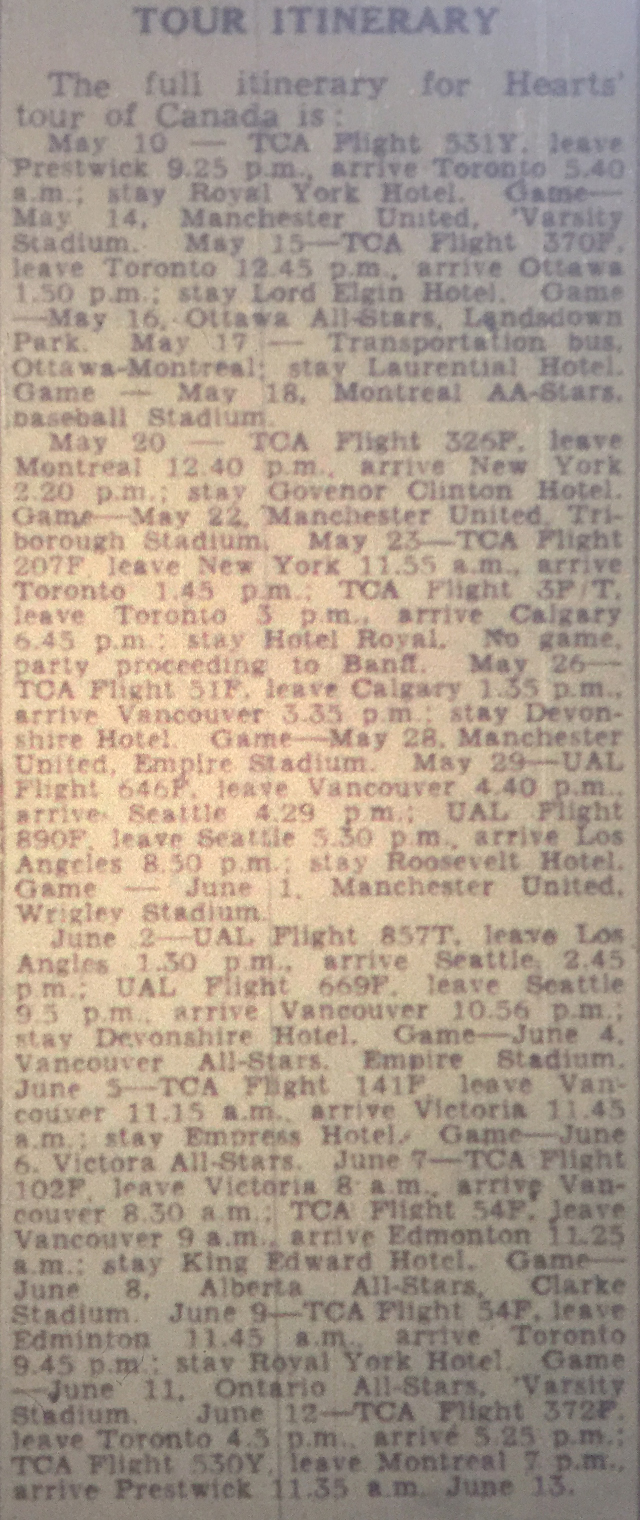 TOUR ITINERARY
The full itinerary for Hearts'
tour of Canada is:
May 10 — TCA Flight 531Y, leave
Prestwick 9.25 p.m., arrive Toronto 5.40
a.m.; stay Royal York Hotel. Game—
May 14, Manchester United, 'Varsity
Stadium. May 15—TCA Flight 370F,
leave Toronto 12.45 p.m., arrive Ottawa
1.50 p.m.; stay Lord Elgin Hotel. Game
—May 16, Ottawa All-Stars, Landsdown
Park. May 17 — Transportation bus,
Ottawa-Montreal; stay Laurential Hotel.
Game — May 18, Montreal AA-Stars,
baseball Stadium.
May 20 — TCA Flight 326F, leave
Montreal 12.40 p.m., arrive New York
2.20 p.m.; stay Govenor Clinton Hotel.
Game—May 22, Manchester United, Tri-
borough Stadium. May 23—TCA Flight
207F, leave New York 11.55 a.m., arrive
Toronto 1.45 p.m.; TCA Flight 3F/T,
leave Toronto 3 p.m., arrive Calgary
6.45 p.m.; stay Hotel Royal. No game,
party proceeding to Banff. May 26—
TCA Flight 51F, leave Calgary 1.35 p.m.,
arrive Vancouver 3.35 p.m.; stay Devon-
shire Hotel. Game—May 28, Manchester
United, Empire Stadium. May 29—UAL
Flight 646F, leave Vancouver 4.40 p.m.,
arrive Seattle 4.29 p.m.; UAL Flight
890F, leave Seattle 5.30 p.m., arrive Los
Angeles 8.50 p.m.; stay Roosevelt Hotel.
Game — June 1, Manchester United,
Wrigley Stadium.
June 2—UAL Flight 857T, leave Los
Angles 1.30 p.m., arrive Seattle 2.45
p.m.; UAL Flight 669F, leave Seattle
9.5 p.m., arrive Vancouver 10.56 p.m.;
stay Devonshire Hotel. Game—June 4,
Vancouver All-Stars, Empire Stadium.
June 5—TCA Flight 141F, leave Van-
couver 11.15 a.m., arrive Victoria 11.45
a.m.; stay Empress Hotel. Game—June
6, Victora All-Stars. June 7—TCA Flight
102F, leave Victoria 8 a.m., arrive Van-
couver 8.30 a.m.; TCA Flight 54F, leave
Vancouver 9 a.m., arrive Edmonton 11.25
a.m.; stay King Edward Hotel. Game—
June 8, Alberta All-Stars, Clarke
Stadium. June 9—TCA Flight 54F, leave
Edminton 11.45 a.m., arrive Toronto
9.45 p.m.; stay Royal York Hotel. Game
—June 11, Ontario All-Stars, 'Varsity
Stadium. June 12—TCA Flight 372F,
leave Toronto 4.5 p.m., arrive 5.25 p.m.;
TCA Flight 530Y, leave Montreal 7 p.m.,
arrive Prestwick 11.35 a.m. June 13.